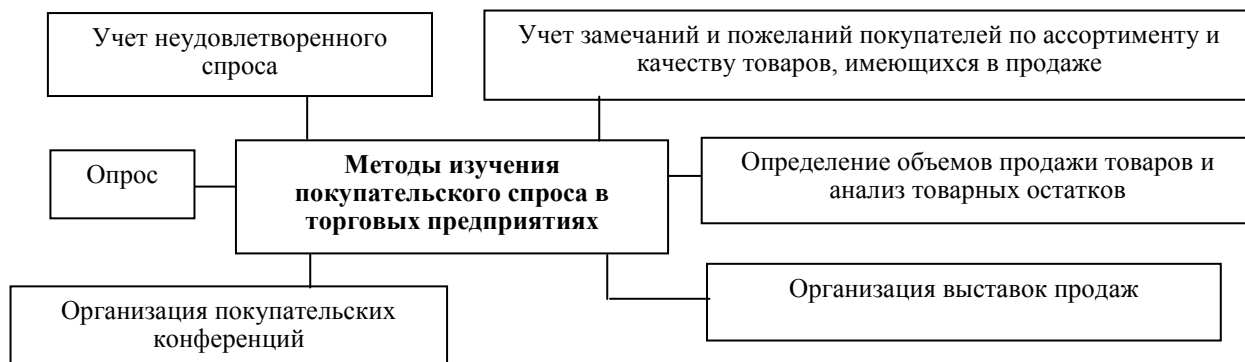 Учет неудовлетворенного
спроса
Учет замечаний и пожеланий покупателей по ассортименту и
качеству товаров, имеющихся в продаже
Опрос
Методы изучения
покупательского спроса в
торговых предприятиях
Определение объемов продажи товаров и
анализ товарных остатков
Организация покупательских
конференций
Организация выставок продаж